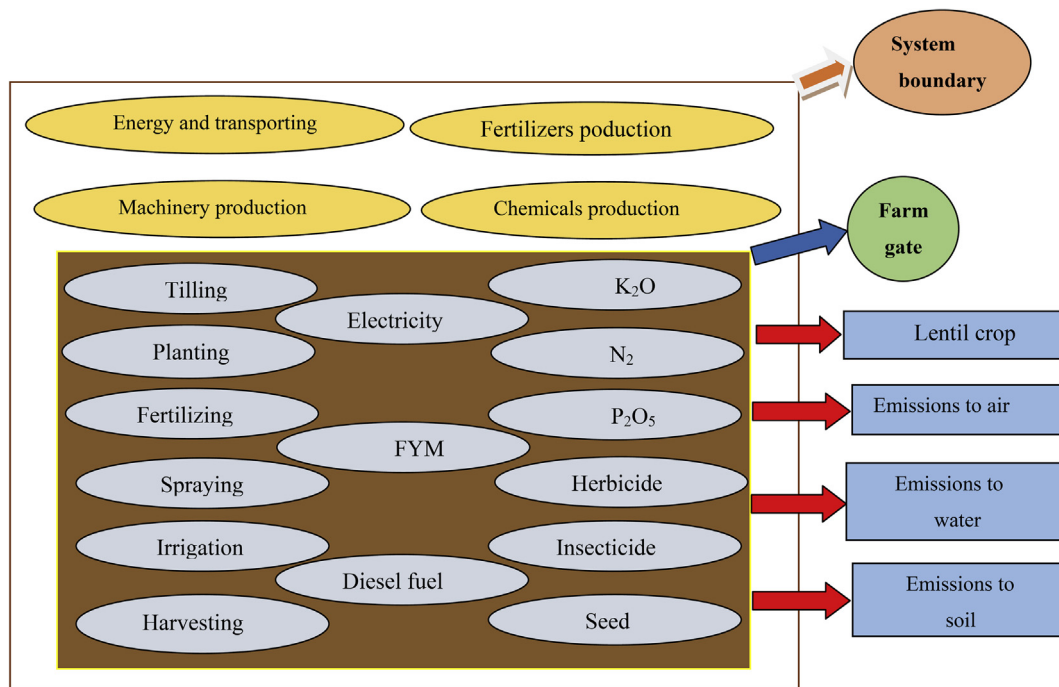 System
boundary
Energy and transporting
Fertilizers poduction
Machinery production
Chemicals production
Farm
gate
Tilling
K₂O
Electricity
Lentil crop
Planting
N₂
Fertilizing
P₂O₅
Emissions to air
FYM
Spraying
Herbicide
Emissions to
water
Irrigation
Insecticide
Diesel fuel
Emissions to
soil
Harvesting
Seed